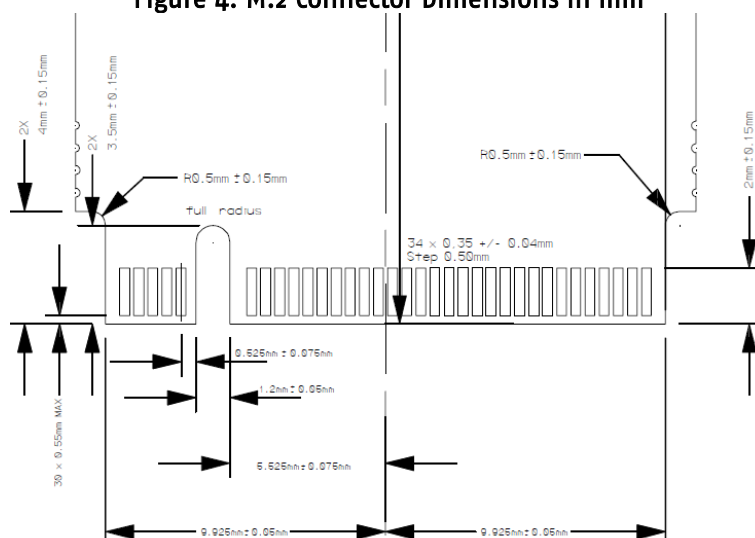 Figure 4. M.2 Connector Dimensions in mm
2X
4mm ±0.15mm
2X
3.5mm ±0.15mm
R0.5mm ±0.15mm
full radius
R0.5mm ±0.15mm
2mm ±0.15mm
34 x 0.35 +/- 0.04mm
Step 0.50mm
0.525mm ±0.075mm
1.2mm ±0.05mm
39 x 0.55mm MAX
5.525mm ±0.075mm
9.925mm ±0.05mm
9.925mm ±0.05mm